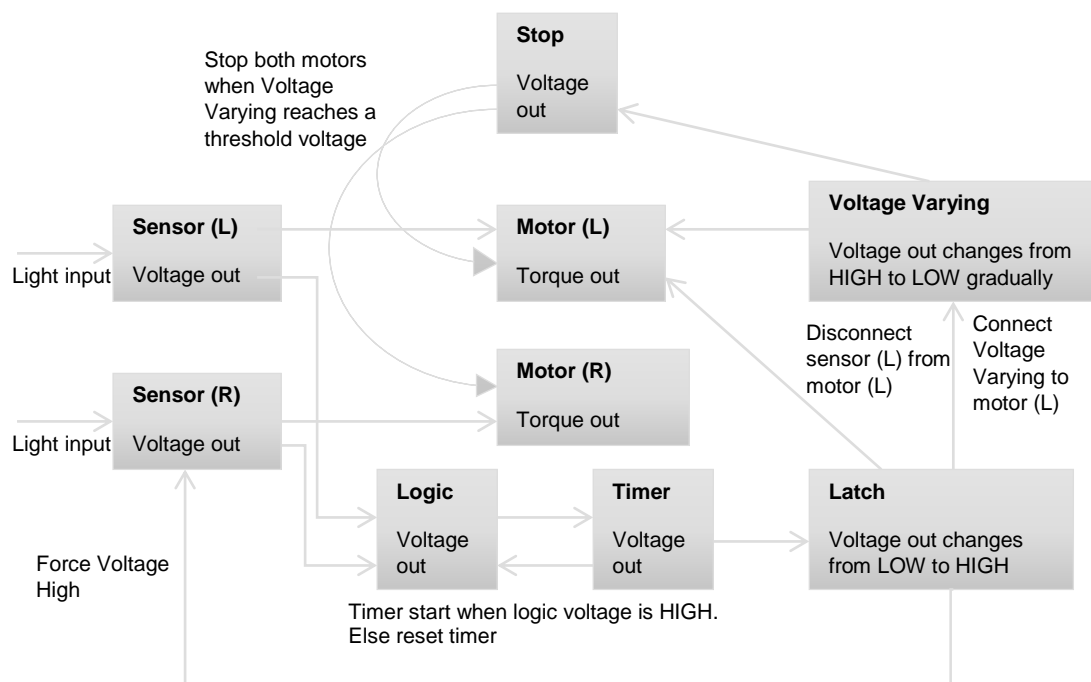 Stop
Voltage
out
Stop both motors
when Voltage
Varying reaches a
threshold voltage
Sensor (L)
Voltage out
Light input
Motor (L)
Torque out
Voltage Varying
Voltage out changes from
HIGH to LOW gradually
Disconnect
sensor (L) from
motor (L)
Connect
Voltage
Varying to
motor (L)
Sensor (R)
Voltage out
Light input
Motor (R)
Torque out
Logic
Voltage
out
Timer
Voltage
out
Latch
Voltage out changes
from LOW to HIGH
Force Voltage
High
Timer start when logic voltage is HIGH.
Else reset timer